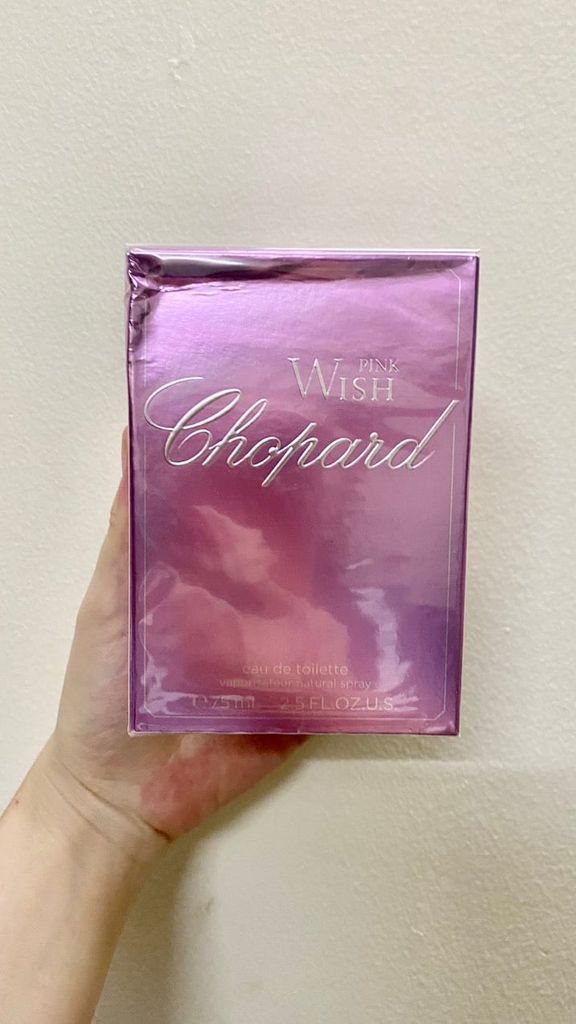 PINK
WISH
Chopard
eau de toilette
vaporisateur natural spray
℮ 75 ml 2.5 FL.OZ.U.S.